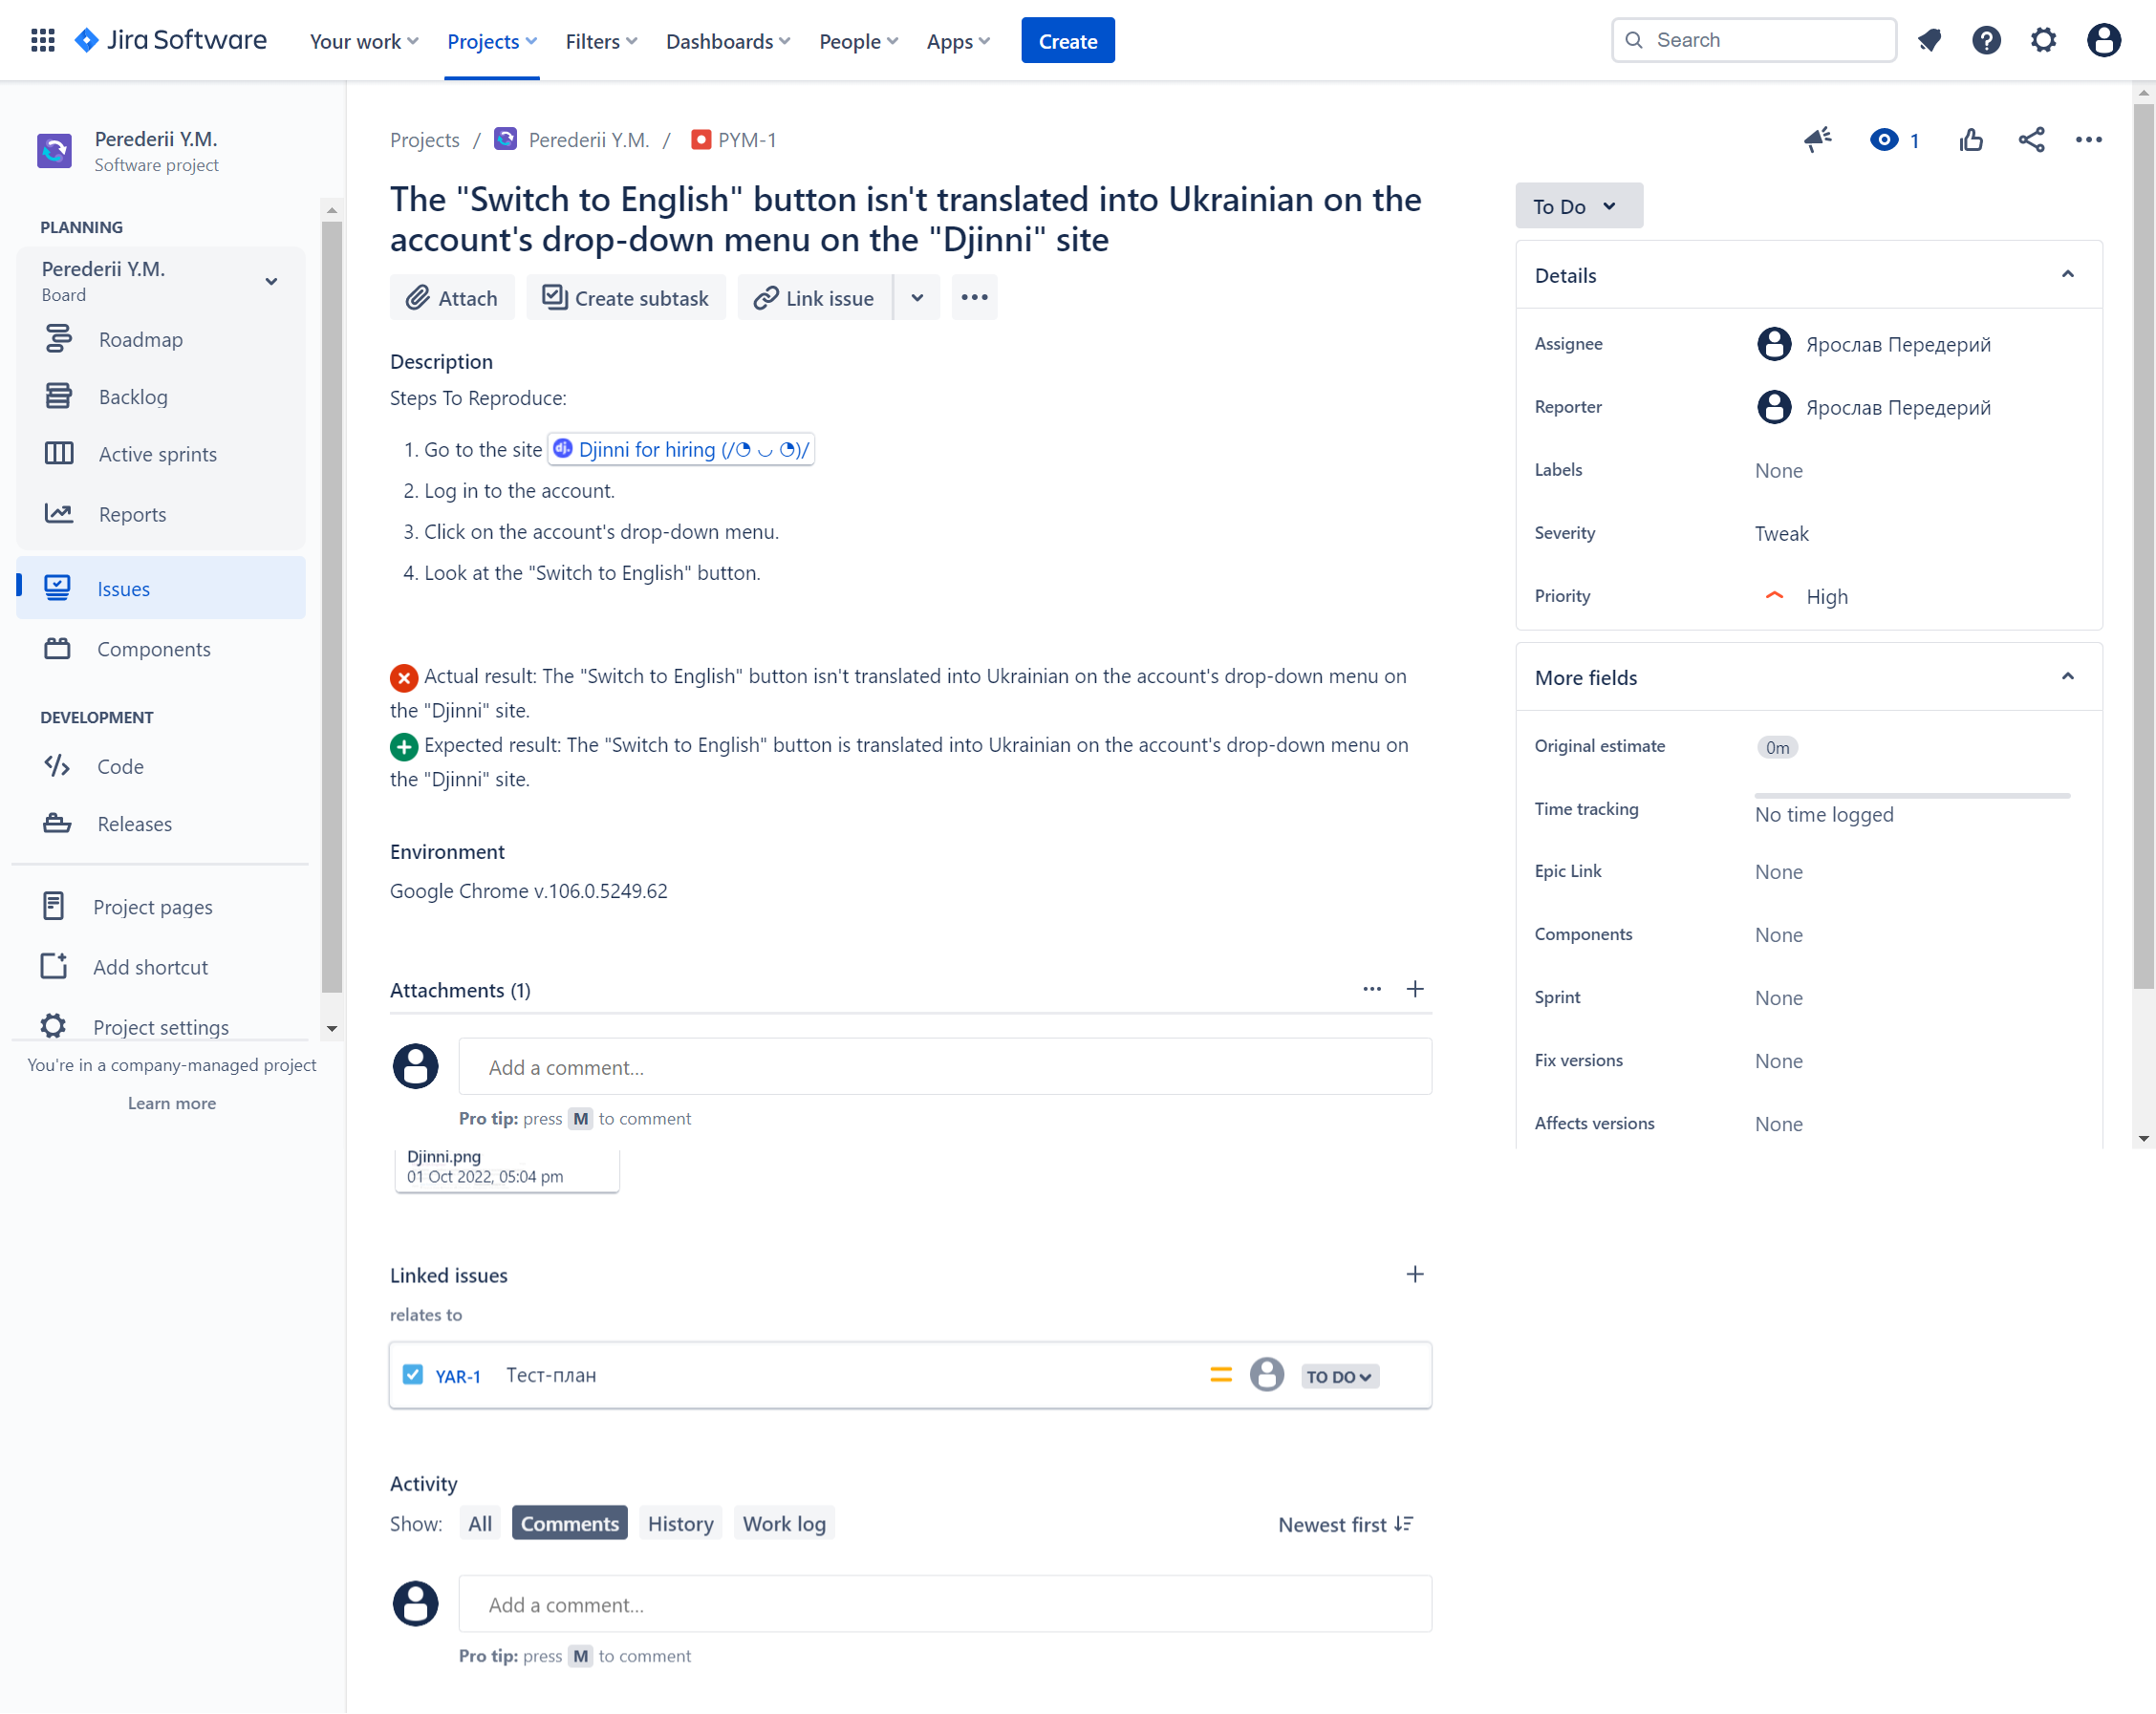 Jira Software
Your work
Projects
Filters
Dashboards
People
Apps
Create
Search
Perederii Y.M.
Software project
PLANNING
Perederii Y.M.
Board
Roadmap
Backlog
Active sprints
Reports
Issues
Components
DEVELOPMENT
Code
Releases
Project pages
Add shortcut
Project settings
You're in a company-managed project
Learn more
Projects / Perederii Y.M. / PYM-1
1
The "Switch to English" button isn't translated into Ukrainian on the
account's drop-down menu on the "Djinni" site
Attach
Create subtask
Link issue
Description
Steps To Reproduce:
1. Go to the site dj. Djinni for hiring (/◔ ◡ ◔)/
2. Log in to the account.
3. Click on the account's drop-down menu.
4. Look at the "Switch to English" button.
Actual result: The "Switch to English" button isn't translated into Ukrainian on the account's drop-down menu on
the "Djinni" site.
Expected result: The "Switch to English" button is translated into Ukrainian on the account's drop-down menu on
the "Djinni" site.
Environment
Google Chrome v.106.0.5249.62
Attachments (1)
Add a comment...
Pro tip: press M to comment
Djinni.png
01 Oct 2022, 05:04 pm
Linked issues
relates to
YAR-1 Тест-план
TO DO
Activity
Show: All Comments History Work log
Newest first
Add a comment...
Pro tip: press M to comment
To Do
Details
Assignee Ярослав Передерий
Reporter Ярослав Передерий
Labels None
Severity Tweak
Priority High
More fields
Original estimate 0m
Time tracking No time logged
Epic Link None
Components None
Sprint None
Fix versions None
Affects versions None